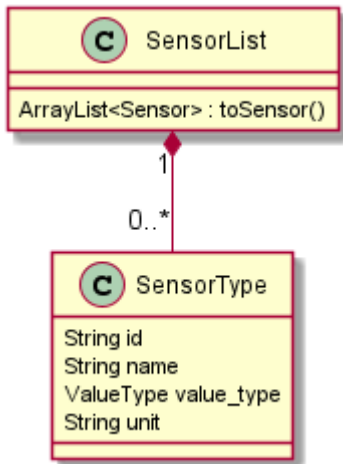 C SensorList
ArrayList<Sensor> : toSensor()
1
0..*
C SensorType
String id
String name
ValueType value_type
String unit